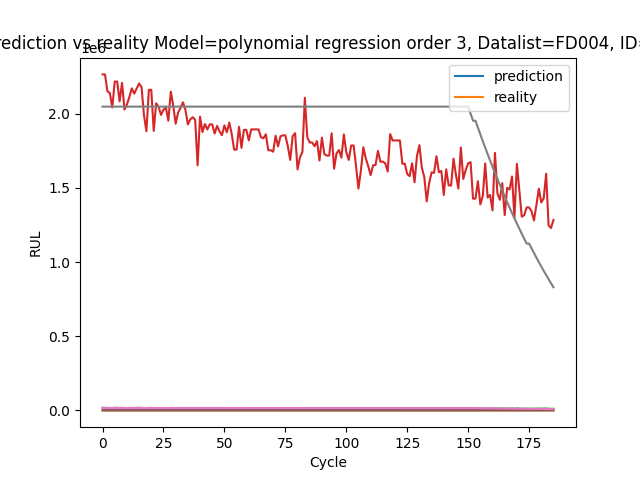 rediction vs reality Model=polynomial regression order 3, Datalist=FD004, ID=
1e6
prediction
reality
2.0
1.5
1.0
0.5
0.0
RUL
0 25 50 75 100 125 150 175
Cycle